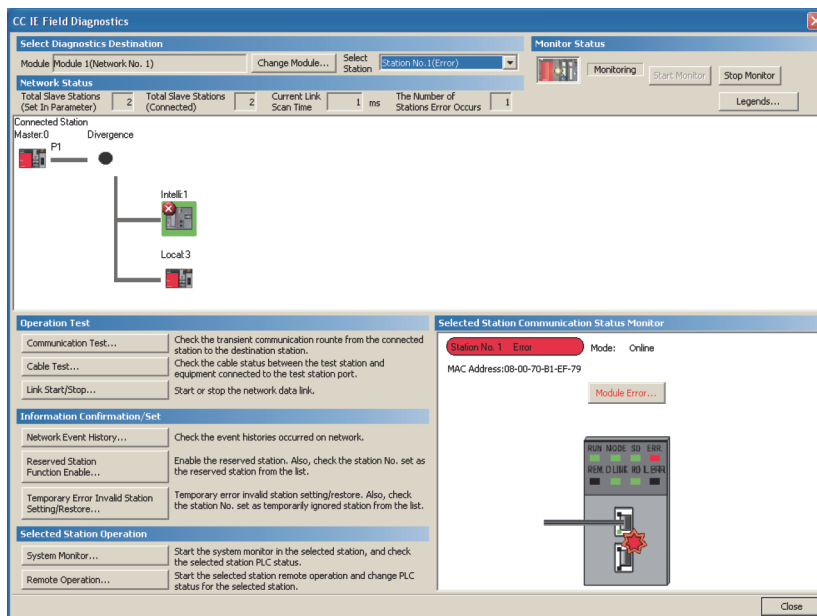 CC IE Field Diagnostics
Select Diagnostics Destination
Module Module 1(Network No. 1) Change Module... Select Station Station No.1(Error)
Monitor Status
Monitoring Start Monitor Stop Monitor
Legends...
Network Status
Total Slave Stations (Set In Parameter) 2 Total Slave Stations (Connected) 2 Current Link Scan Time 1 ms The Number of Stations Error Occurs 1
Connected Station
Master:0 Divergence
P1
Intelli:1
Local:3
Operation Test
Communication Test... Check the transient communication rounte from the connected
station to the destination station.
Cable Test... Check the cable status between the test station and
equipment connected to the test station port.
Link Start/Stop... Start or stop the network data link.
Information Confirmation/Set
Network Event History... Check the event histories occurred on network.
Reserved Station Function Enable... Enable the reserved station. Also, check the station No. set as
the reserved station from the list.
Temporary Error Invalid Station Setting/Restore... Temporary error invalid station setting/restore. Also, check
the station No. set as temporarily ignored station from the list.
Selected Station Operation
System Monitor... Start the system monitor in the selected station, and check
the selected station PLC status.
Remote Operation... Start the selected station remote operation and change PLC
status for the selected station.
Selected Station Communication Status Monitor
Station No. 1 Error Mode: Online
MAC Address:08-00-70-B1-EF-79
Module Error...
RUN MODE SD ERR.
REM. D LINK RD L ERR.
Close